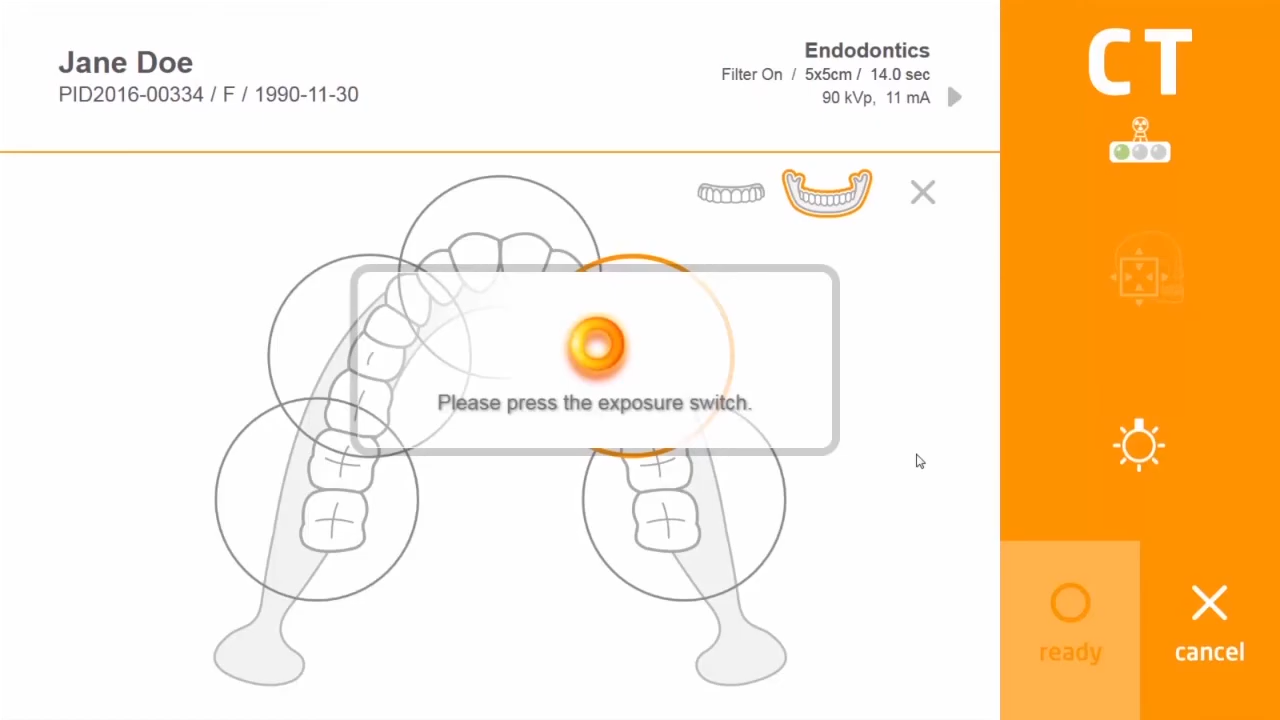 Jane Doe
PID2016-00334 / F / 1990-11-30
Endodontics
Filter On / 5x5cm / 14.0 sec
90 kVp, 11 mA
CT
Please press the exposure switch.
ready
cancel